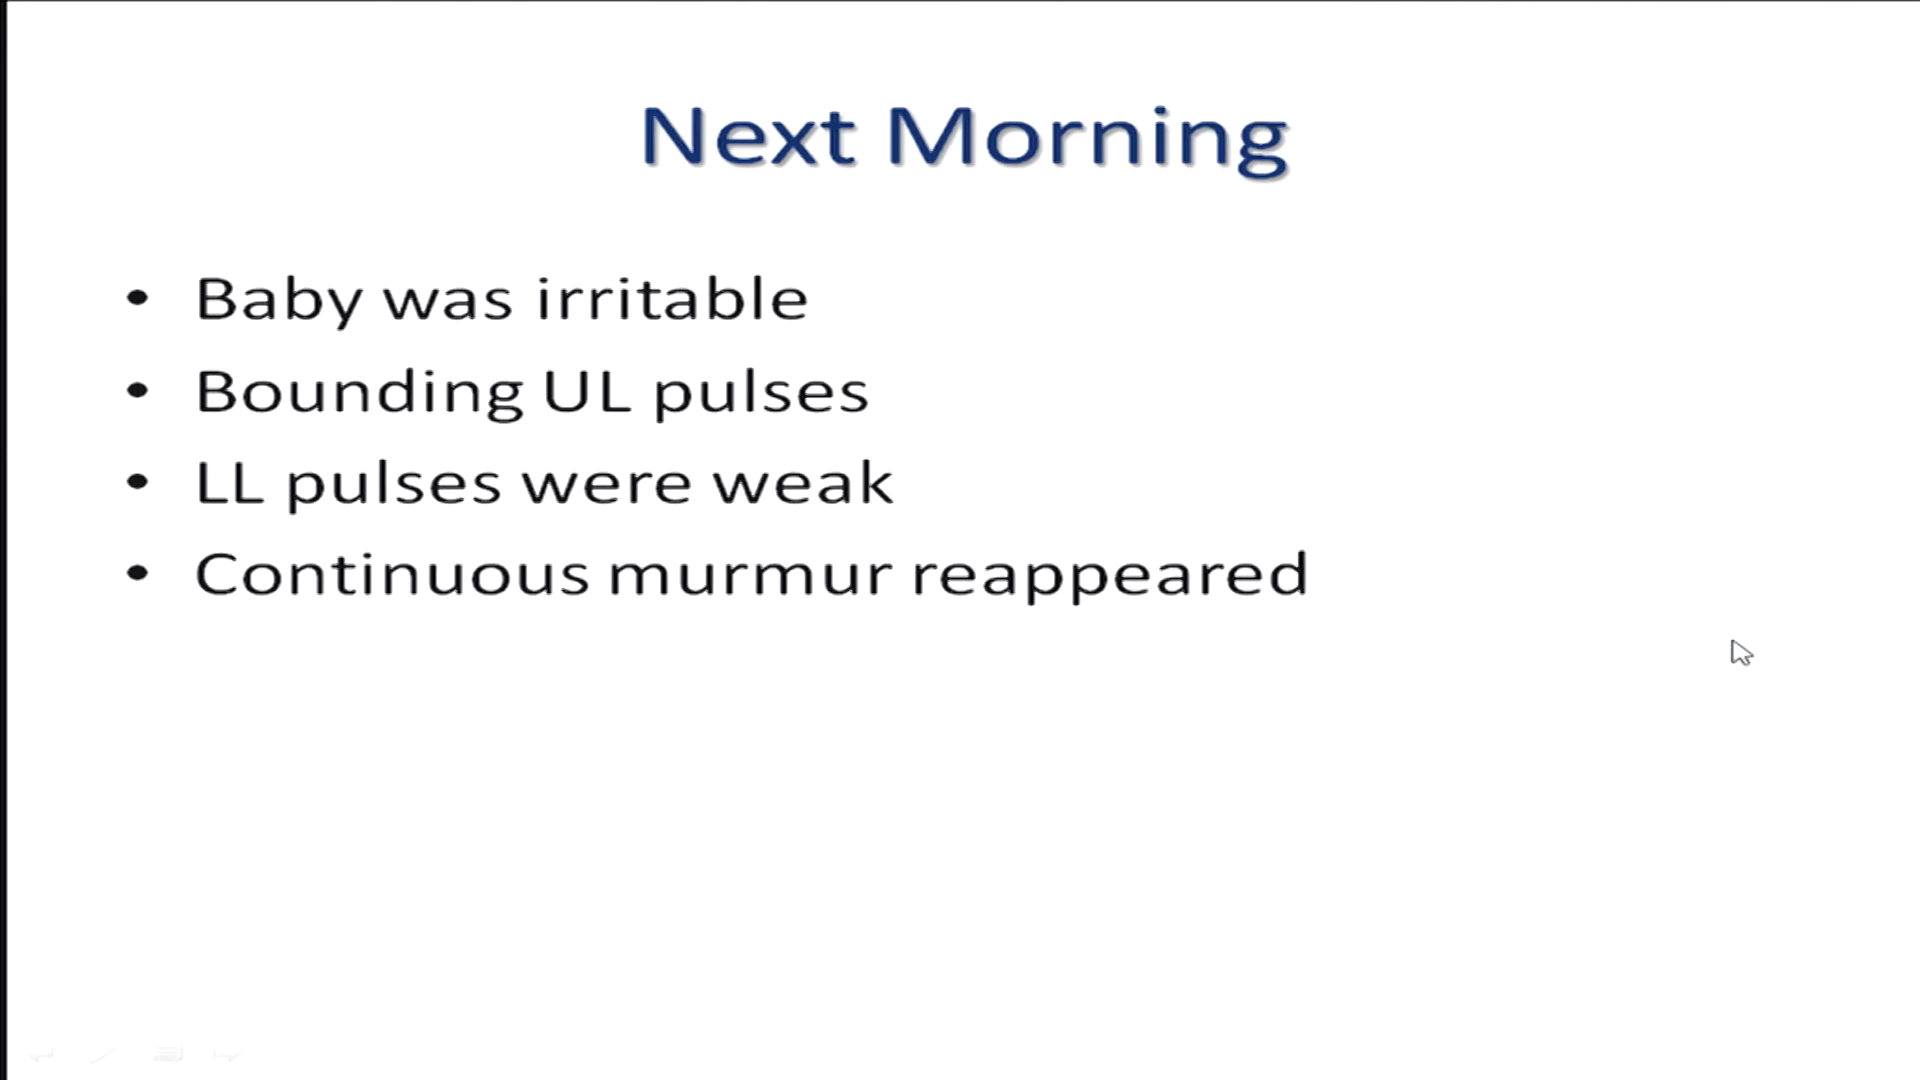 Next Morning
• Baby was irritable
• Bounding UL pulses
• LL pulses were weak
• Continuous murmur reappeared